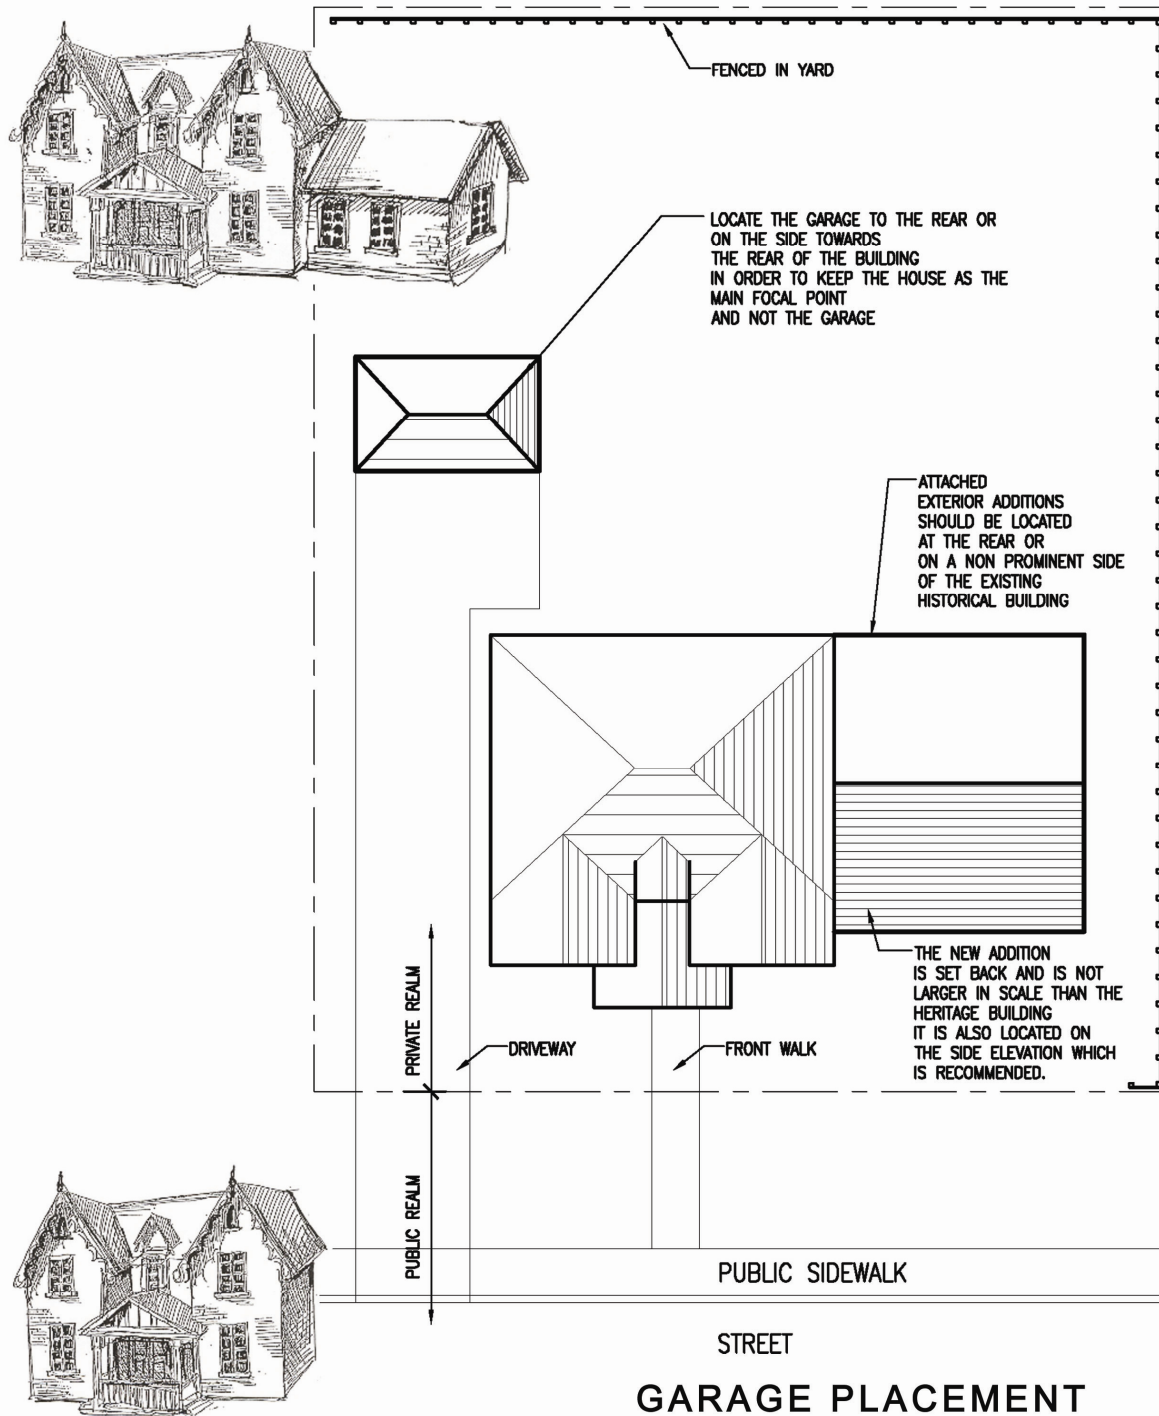 FENCED IN YARD
LOCATE THE GARAGE TO THE REAR OR
ON THE SIDE TOWARDS
THE REAR OF THE BUILDING
IN ORDER TO KEEP THE HOUSE AS THE
MAIN FOCAL POINT
AND NOT THE GARAGE
ATTACHED
EXTERIOR ADDITIONS
SHOULD BE LOCATED
AT THE REAR OR
ON A NON PROMINENT SIDE
OF THE EXISTING
HISTORICAL BUILDING
THE NEW ADDITION
IS SET BACK AND IS NOT
LARGER IN SCALE THAN THE
HERITAGE BUILDING
IT IS ALSO LOCATED ON
THE SIDE ELEVATION WHICH
IS RECOMMENDED.
PRIVATE REALM
DRIVEWAY
FRONT WALK
PUBLIC REALM
PUBLIC SIDEWALK
STREET
GARAGE PLACEMENT